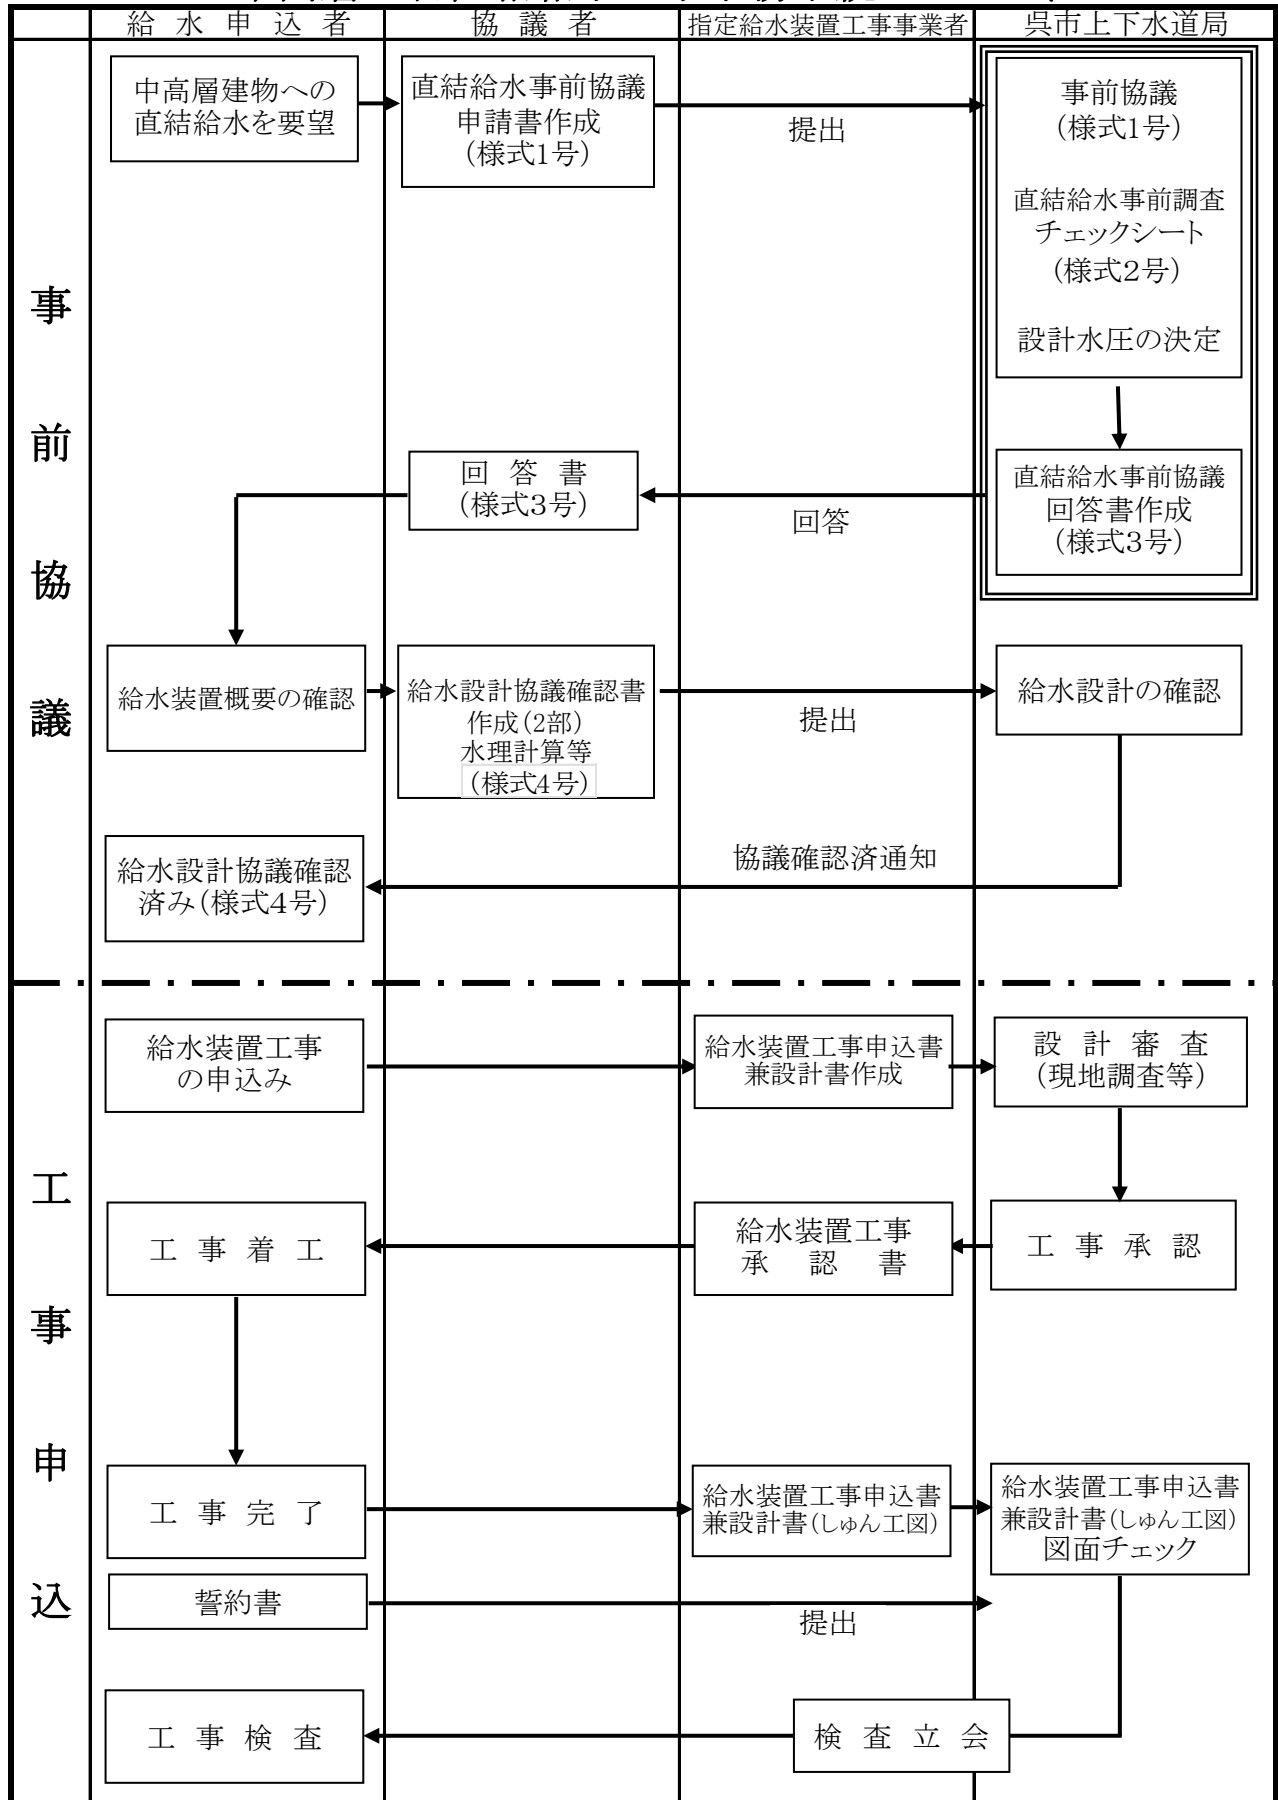 給水申込者
協議者
指定給水装置工事事業者
呉市上下水道局
事前協議
中高層建物への
直結給水を要望
直結給水事前協議
申請書作成
(様式1号)
提出
事前協議
(様式1号)
直結給水事前調査
チェックシート
(様式2号)
設計水圧の決定
回答書
(様式3号)
回答
直結給水事前協議
回答書作成
(様式3号)
給水装置概要の確認
給水設計協議確認書
作成(2部)
水理計算等
(様式4号)
提出
給水設計の確認
給水設計協議確認
済み(様式4号)
協議確認済通知
工事申込
給水装置工事
の申込み
給水装置工事申込書
兼設計書作成
設計審査
(現地調査等)
工事着工
給水装置工事
承認書
工事承認
工事完了
給水装置工事申込書
兼設計書(しゅん工図)
給水装置工事申込書
兼設計書(しゅん工図)
図面チェック
誓約書
提出
工事検査
検査立会